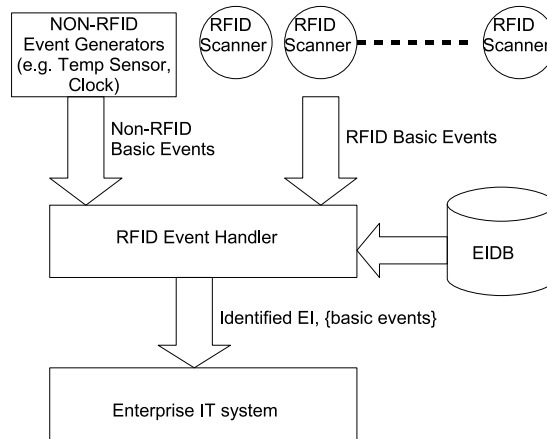 NON-RFID
Event Generators
(e.g. Temp Sensor,
Clock)
RFID
Scanner
RFID
Scanner
RFID
Scanner
Non-RFID
Basic Events
RFID Basic Events
RFID Event Handler
EIDB
Identified EI, {basic events}
Enterprise IT system